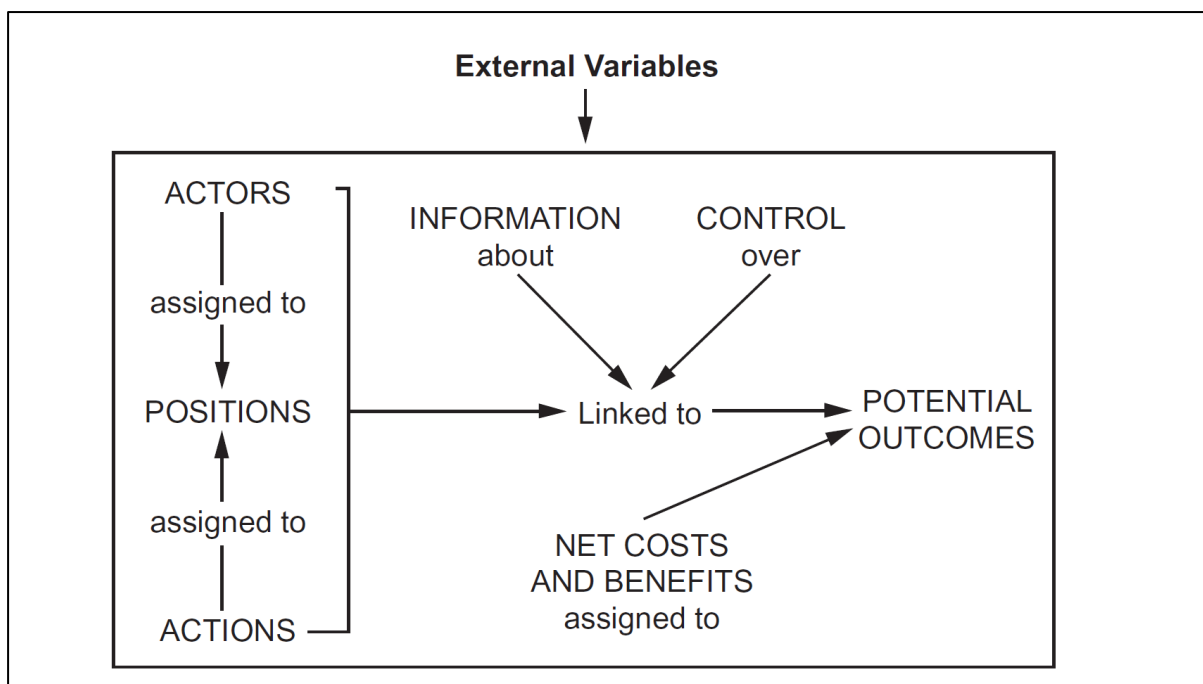 External Variables
ACTORS
assigned to
POSITIONS
assigned to
ACTIONS
INFORMATION
about
CONTROL
over
Linked to
POTENTIAL
OUTCOMES
NET COSTS
AND BENEFITS
assigned to